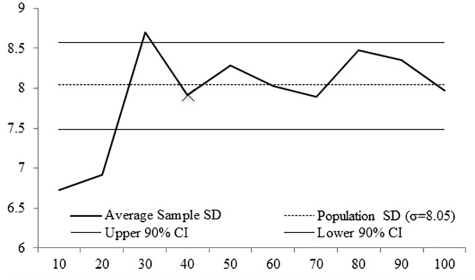 9
8.5
8
7.5
7
6.5
6
Average Sample SD
Population SD (σ=8.05)
Upper 90% CI
Lower 90% CI
10 20 30 40 50 60 70 80 90 100